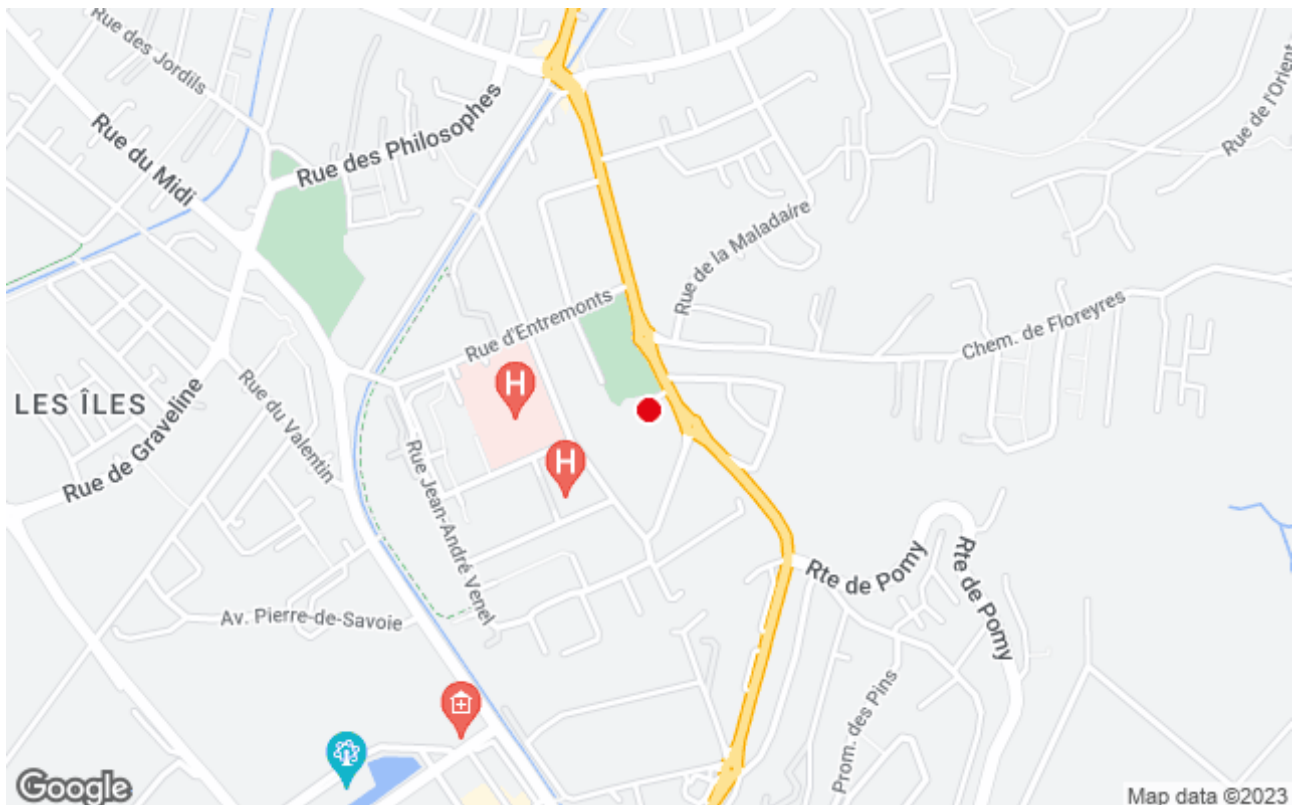 Rue des Jordils
Rue du Midi
Rue des Philosophes
Rue de l'Orient
Rue de la Maladaire
Rue d'Entremonts
Chem. de Floreyres
LES ÎLES
H
H
Rue du Valentin
Rue de Graveline
Rue Jean-André Venel
Rte de Pomy
Rte de Pomy
Av. Pierre-de-Savoie
Prom. des Pins
Google
Map data ©2023